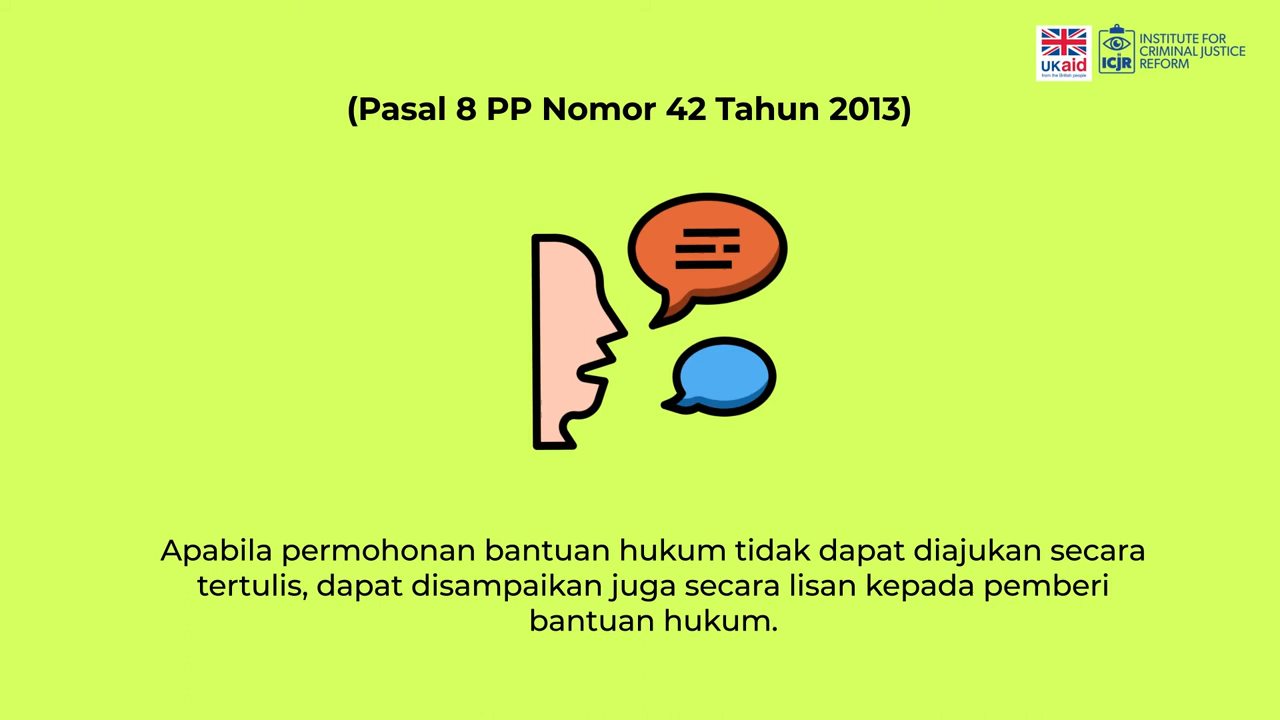 UKaid
from the British people
ICJR
INSTITUTE FOR
CRIMINAL JUSTICE
REFORM
(Pasal 8 PP Nomor 42 Tahun 2013)
Apabila permohonan bantuan hukum tidak dapat diajukan secara
tertulis, dapat disampaikan juga secara lisan kepada pemberi
bantuan hukum.